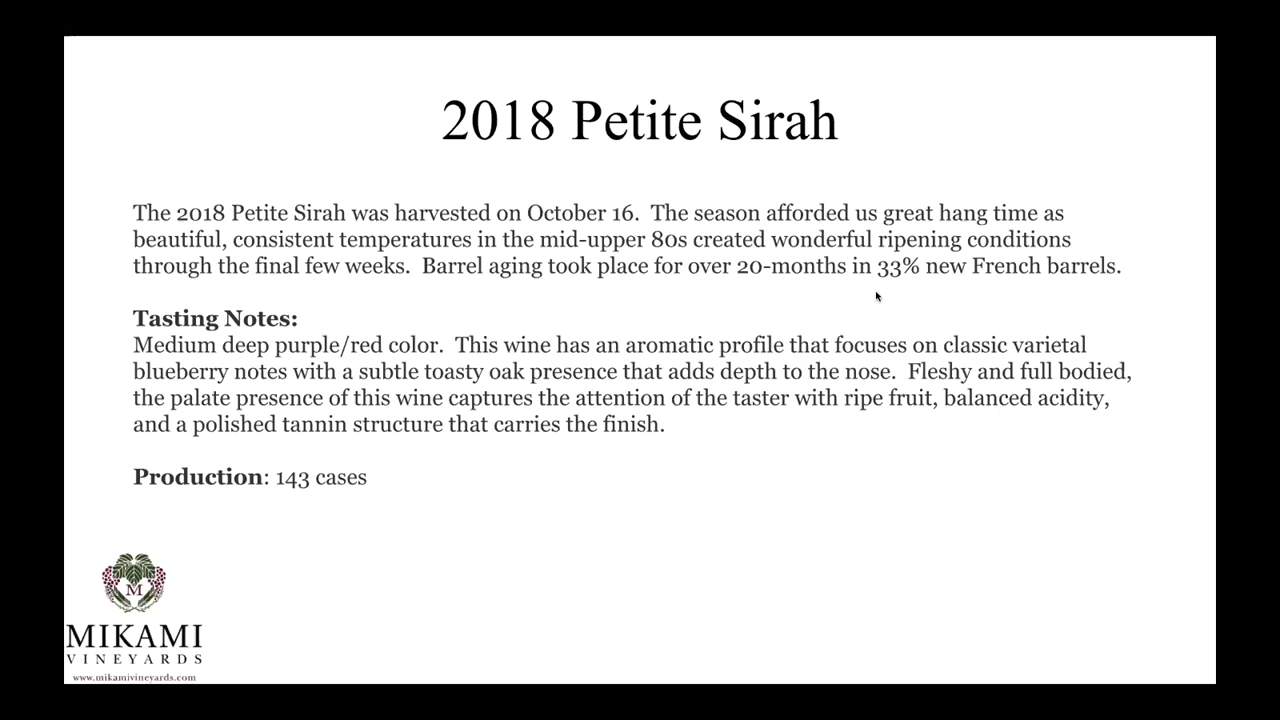 2018 Petite Sirah
The 2018 Petite Sirah was harvested on October 16.  The season afforded us great hang time as
beautiful, consistent temperatures in the mid-upper 80s created wonderful ripening conditions
through the final few weeks.  Barrel aging took place for over 20-months in 33% new French barrels.
Tasting Notes:
Medium deep purple/red color.  This wine has an aromatic profile that focuses on classic varietal
blueberry notes with a subtle toasty oak presence that adds depth to the nose.  Fleshy and full bodied,
the palate presence of this wine captures the attention of the taster with ripe fruit, balanced acidity,
and a polished tannin structure that carries the finish.
Production: 143 cases
M
MIKAMI
VINEYARDS
www.mikamivineyards.com